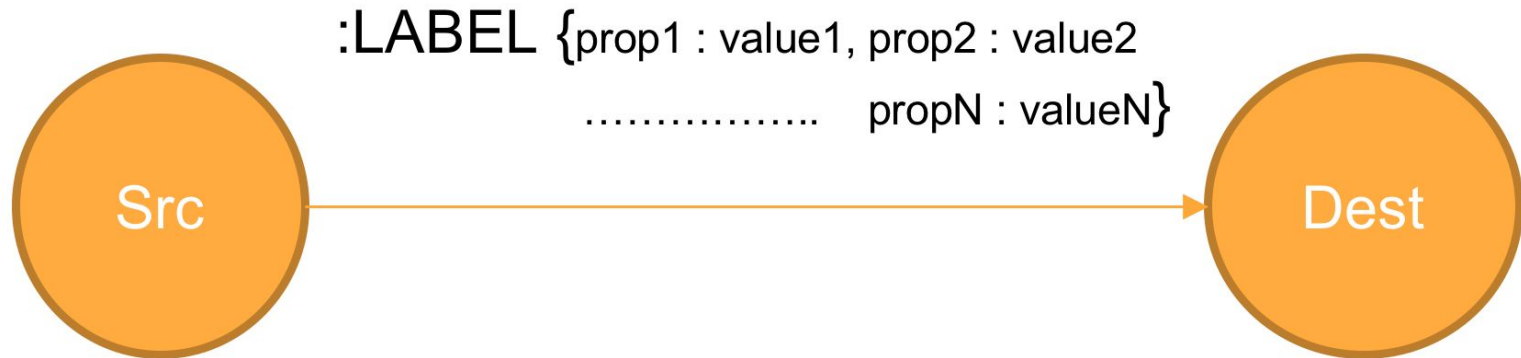 :LABEL {prop1 : value1, prop2 : value2
................. propN : valueN}
Src
Dest